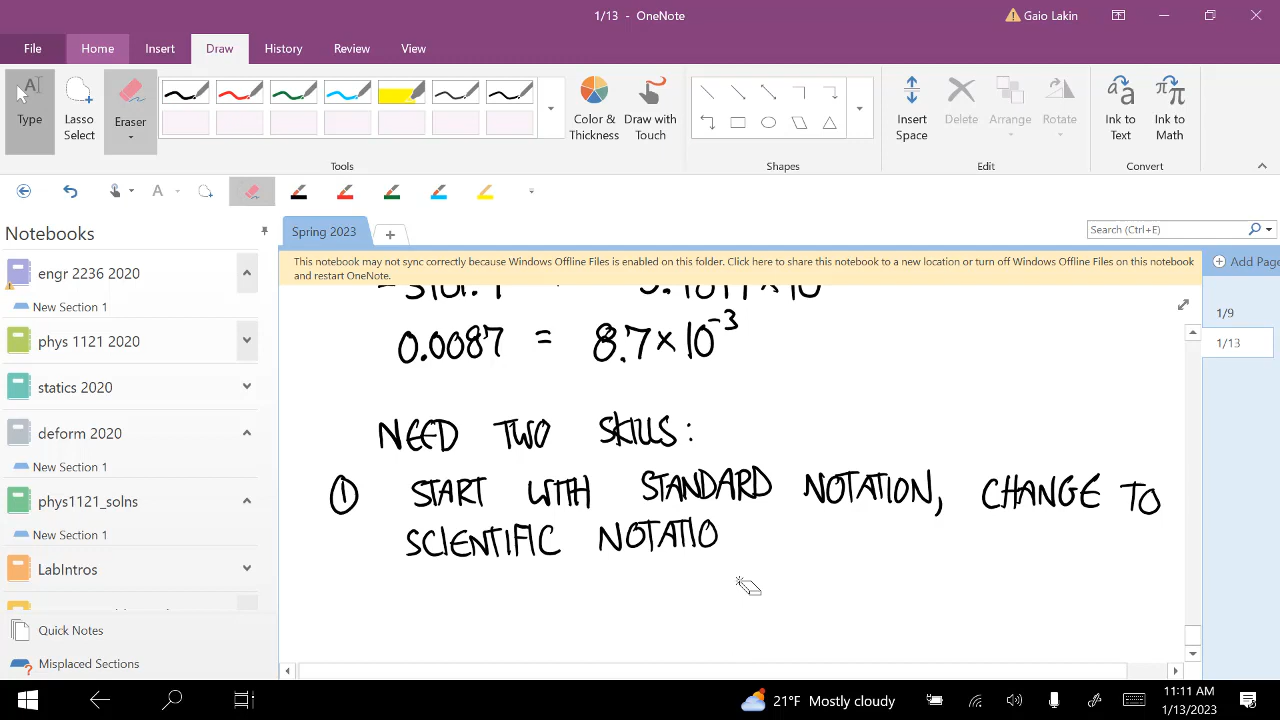 1/13 - OneNote
Gaio Lakin
File Home Insert Draw History Review View
Type
Lasso Select
Eraser
Color & Thickness
Draw with Touch
Insert Space
Delete
Arrange
Rotate
Ink to Text
Ink to Math
Tools
Shapes
Edit
Convert
Notebooks
Spring 2023
Search (Ctrl+E)
This notebook may not sync correctly because Windows Offline Files is enabled on this folder. Click here to share this notebook to a new location or turn off Windows Offline Files on this notebook
and restart OneNote.
Add Page
1/9
1/13
engr 2236 2020
New Section 1
phys 1121 2020
statics 2020
deform 2020
New Section 1
phys1121_solns
New Section 1
LabIntros
Quick Notes
Misplaced Sections
0.0087 = 8.7 × 10⁻³
NEED TWO SKILLS:
① START WITH STANDARD NOTATION, CHANGE TO
SCIENTIFIC NOTATIO
21°F Mostly cloudy
11:11 AM
1/13/2023